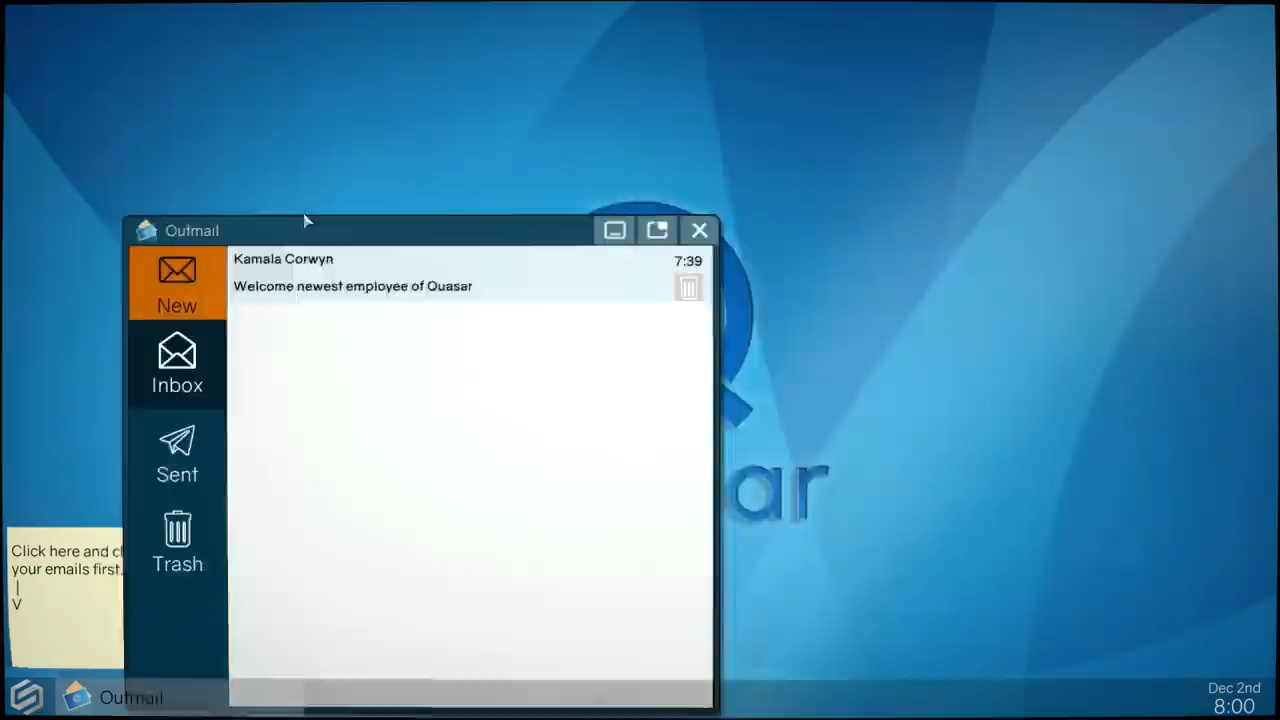 Outmail
New
Kamala Corwyn
7:39
Welcome newest employee of Quasar
Inbox
Sent
Trash
ar
Click here and
your emails first.
|
V
Outmail
Dec 2nd
8:00